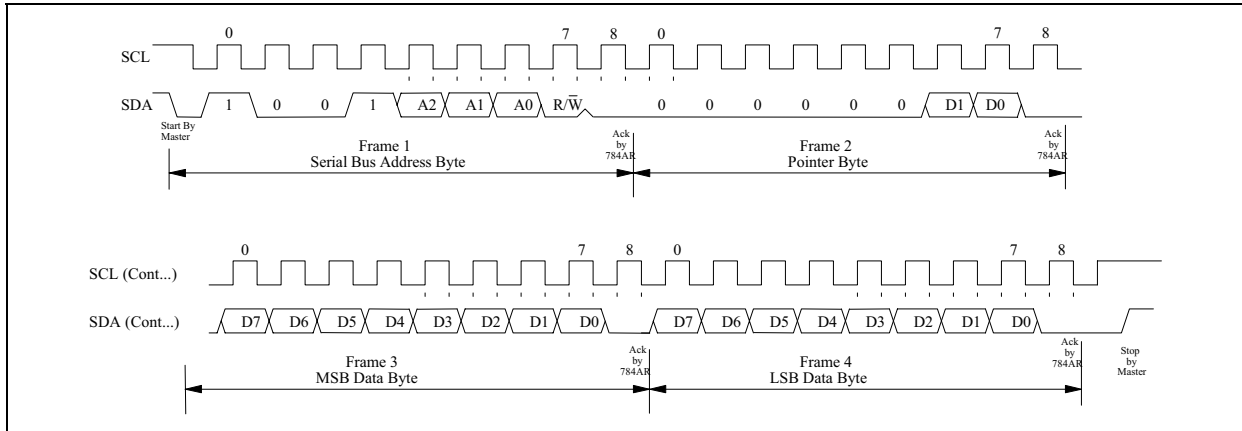 0 7 8 0 7 8
SCL
SDA 1 0 0 1 A2 A1 A0 R/W̅ 0 0 0 0 0 0 D1 D0
Start By
Master
Frame 1
Serial Bus Address Byte
Ack
by
784AR
Frame 2
Pointer Byte
Ack
by
784AR
0 7 8 0 7 8
SCL (Cont...)
SDA (Cont...) D7 D6 D5 D4 D3 D2 D1 D0 D7 D6 D5 D4 D3 D2 D1 D0
Frame 3
MSB Data Byte
Ack
by
784AR
Frame 4
LSB Data Byte
Ack
by
784AR
Stop
by
Master